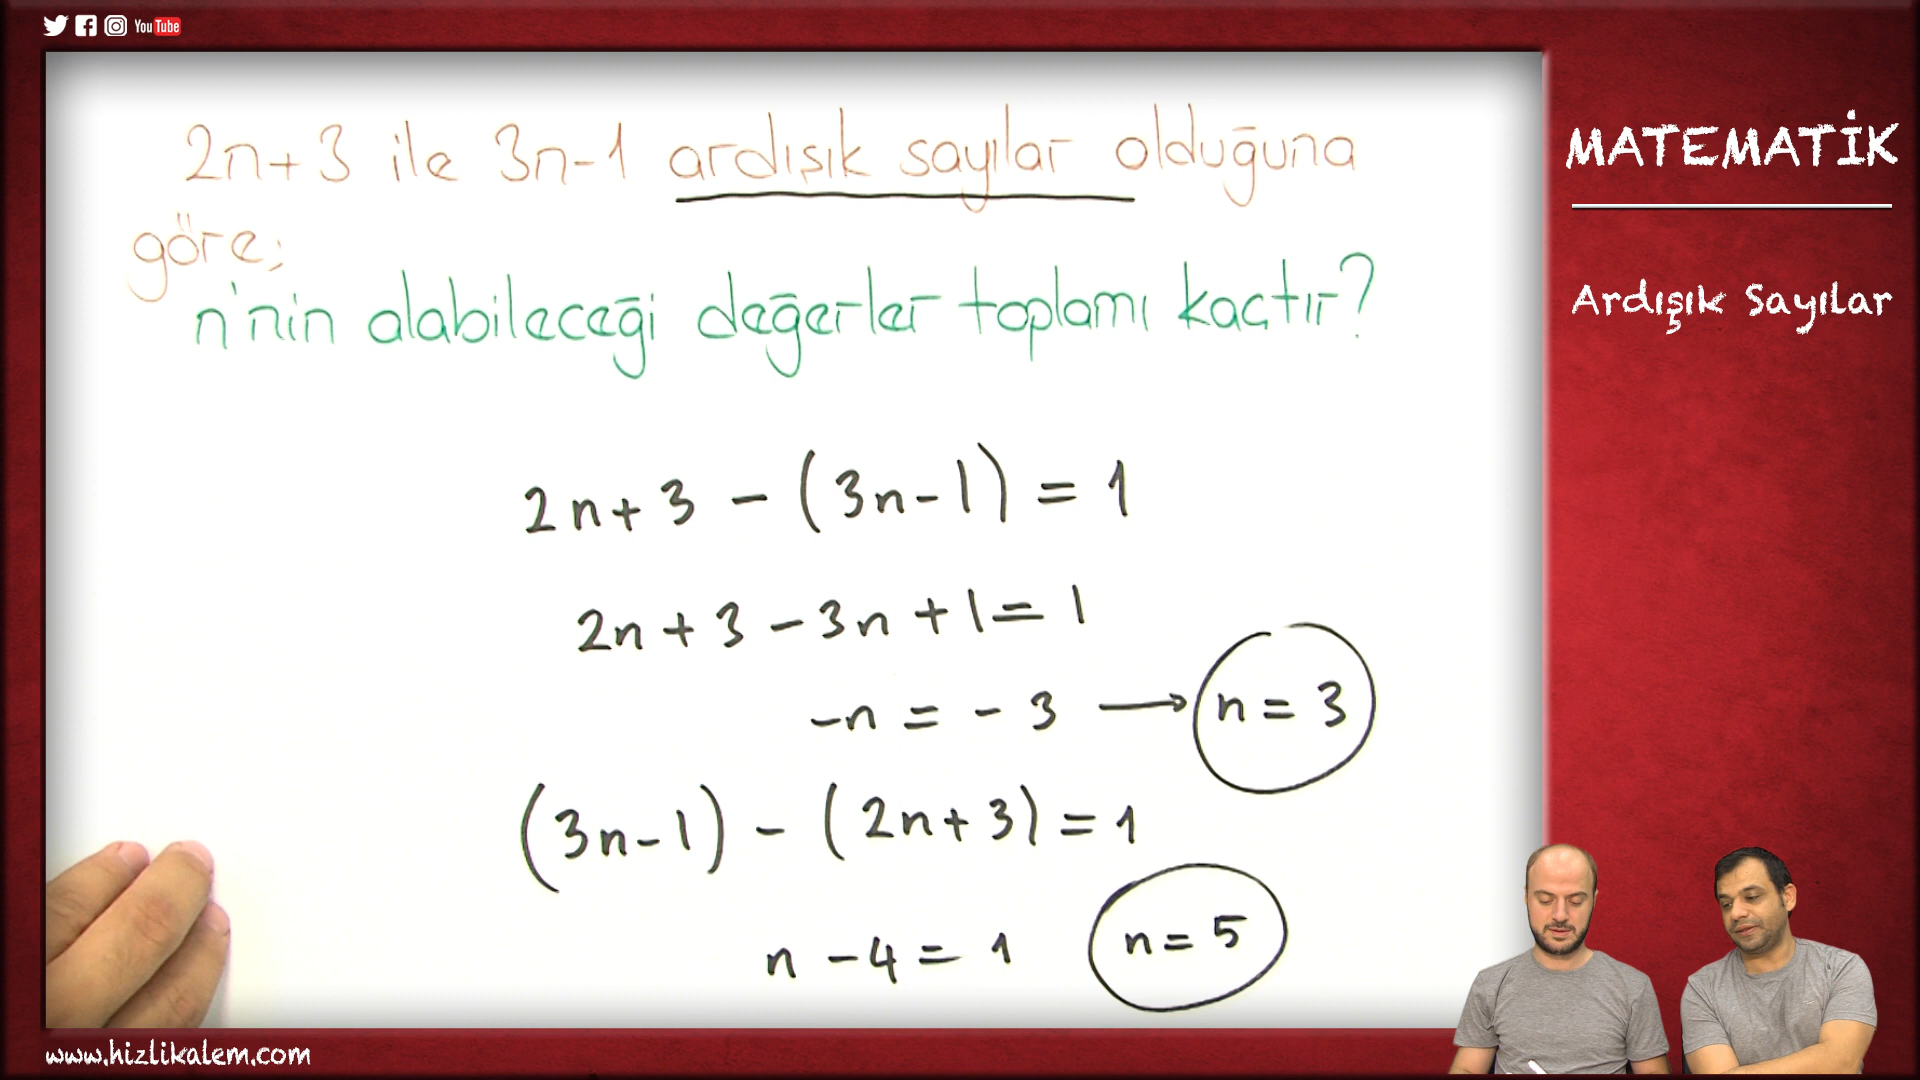 You Tube
2n+3 ile 3n-1 ardışık sayılar olduğuna
göre;
n'nin alabileceği değerler toplamı kaçtır?
2n+3 - (3n-1) = 1
2n+3-3n+1=1
-n = -3 → n = 3
(3n-1) - (2n+3) = 1
n - 4 = 1 n = 5
MATEMATİK
Ardışık Sayılar
www.hizlikalem.com